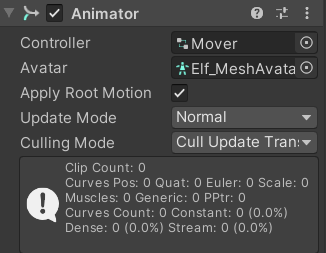 Animator
Controller
Mover
Avatar
Elf_MeshAvata
Apply Root Motion
Update Mode
Normal
Culling Mode
Cull Update Tran
Clip Count: 0
Curves Pos: 0 Quat: 0 Euler: 0 Scale: 0
Muscles: 0 Generic: 0 PPtr: 0
Curves Count: 0 Constant: 0 (0.0%)
Dense: 0 (0.0%) Stream: 0 (0.0%)